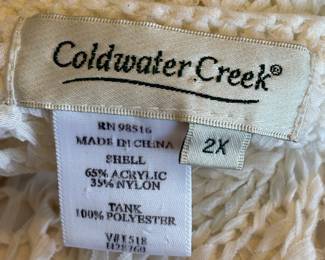 Coldwater Creek®
2X
RN 98516
MADE IN CHINA
SHELL
65% ACRYLIC
35% NYLON
TANK
100% POLYESTER